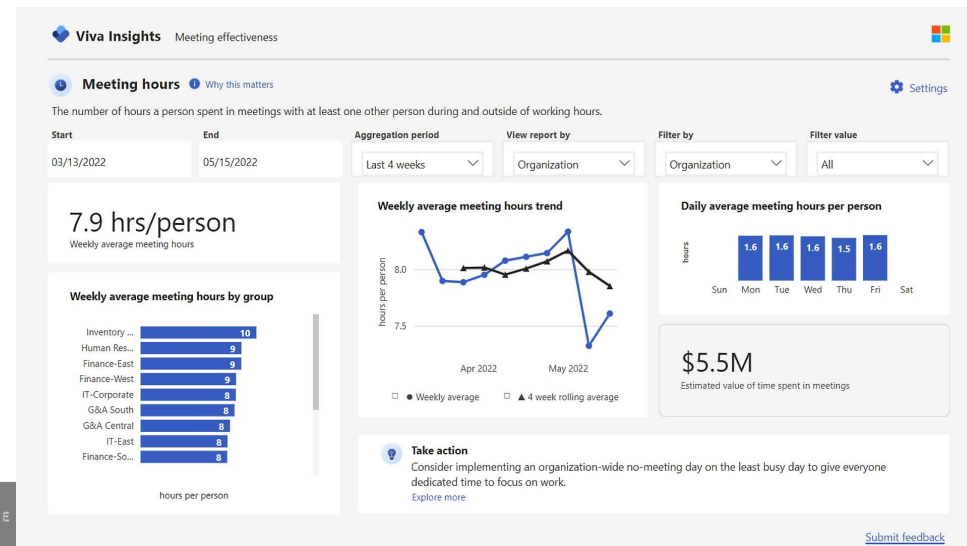 Viva Insights Meeting effectiveness
Meeting hours Why this matters
Settings
The number of hours a person spent in meetings with at least one other person during and outside of working hours.
Start End Aggregation period View report by Filter by Filter value
03/13/2022 05/15/2022 Last 4 weeks Organization Organization All
7.9 hrs/person
Weekly average meeting hours
Weekly average meeting hours by group
Inventory ... 10
Human Res... 9
Finance-East 9
Finance-West 9
IT-Corporate 8
G&A South 8
G&A Central 8
IT-East 8
Finance-So... 8
hours per person
Weekly average meeting hours trend
hours per person
8.0
7.5
Apr 2022 May 2022
Weekly average 4 week rolling average
Daily average meeting hours per person
hours
1.6 1.6 1.6 1.5 1.6
Sun Mon Tue Wed Thu Fri Sat
$5.5M
Estimated value of time spent in meetings
Take action
Consider implementing an organization-wide no-meeting day on the least busy day to give everyone
dedicated time to focus on work.
Explore more
Submit feedback